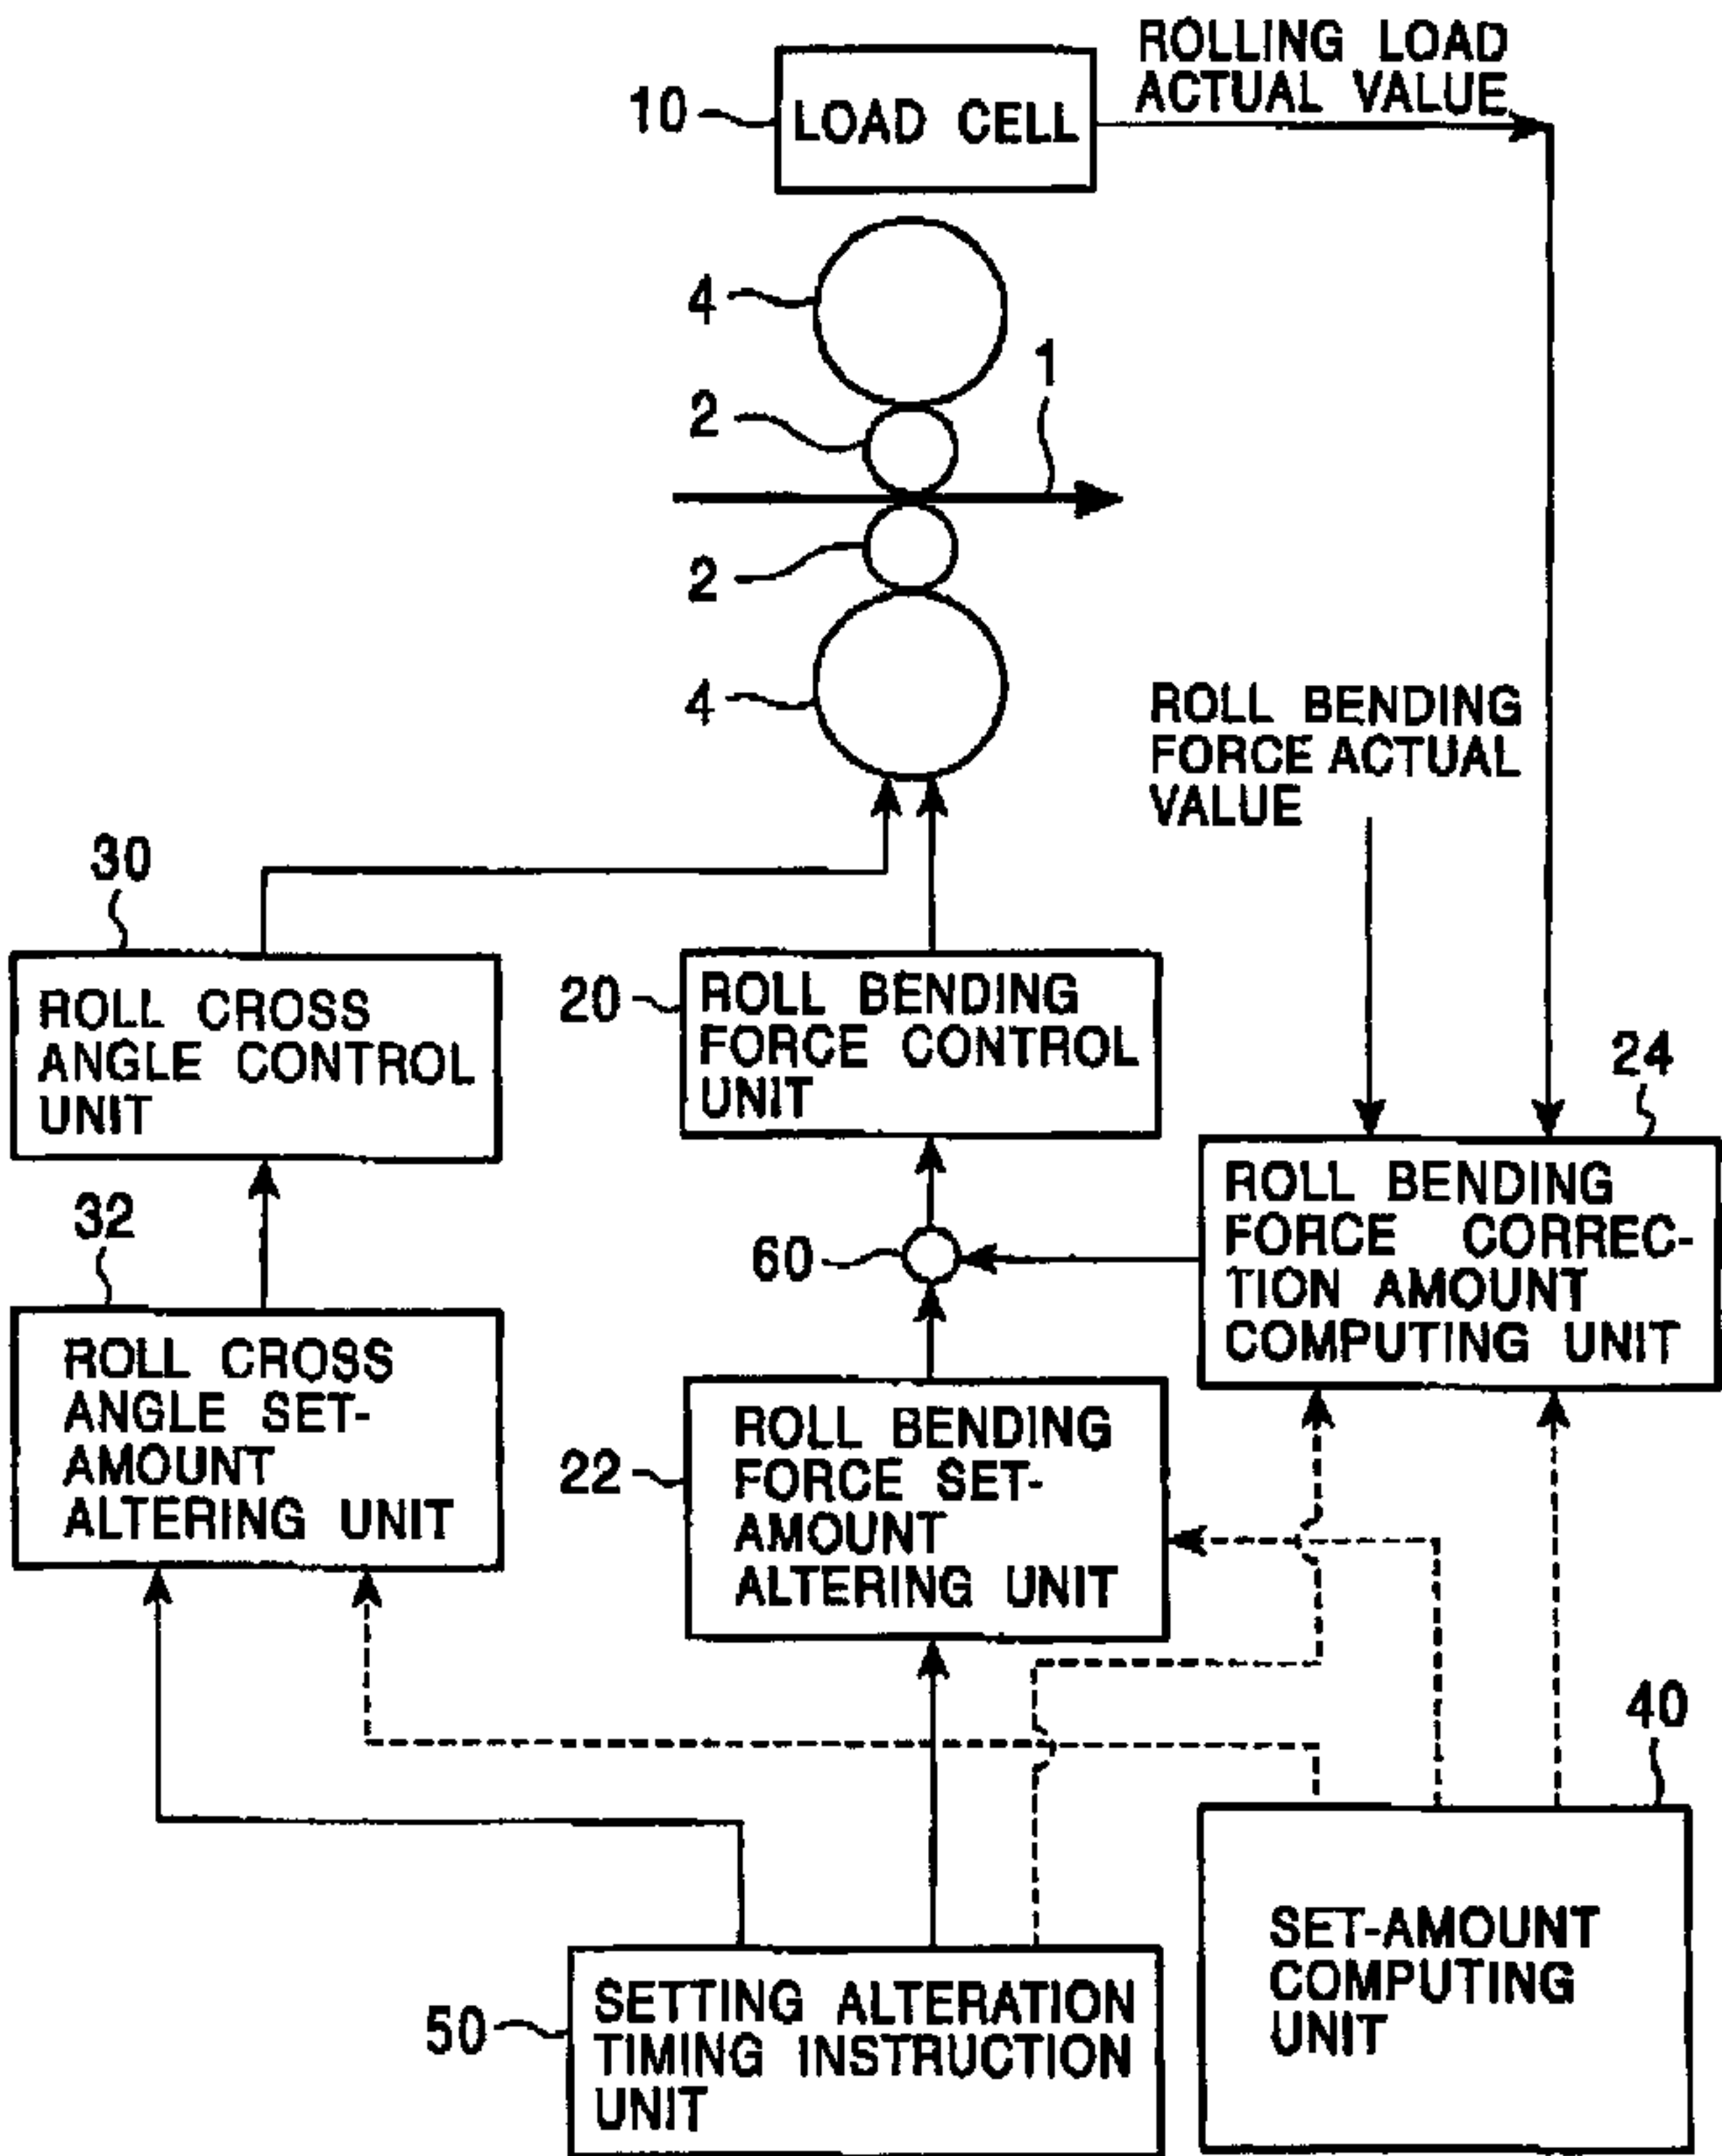 ROLLING LOAD
ACTUAL VALUE
10
LOAD CELL
4
1
2
2
4
ROLL BENDING
FORCE ACTUAL
VALUE
30
ROLL CROSS
ANGLE CONTROL
UNIT
20
ROLL BENDING
FORCE CONTROL
UNIT
24
ROLL BENDING
FORCE CORREC-
TION AMOUNT
COMPUTING UNIT
32
60
ROLL CROSS
ANGLE SET-
AMOUNT
ALTERING UNIT
22
ROLL BENDING
FORCE SET-
AMOUNT
ALTERING UNIT
40
SET-AMOUNT
COMPUTING
UNIT
50
SETTING ALTERATION
TIMING INSTRUCTION
UNIT